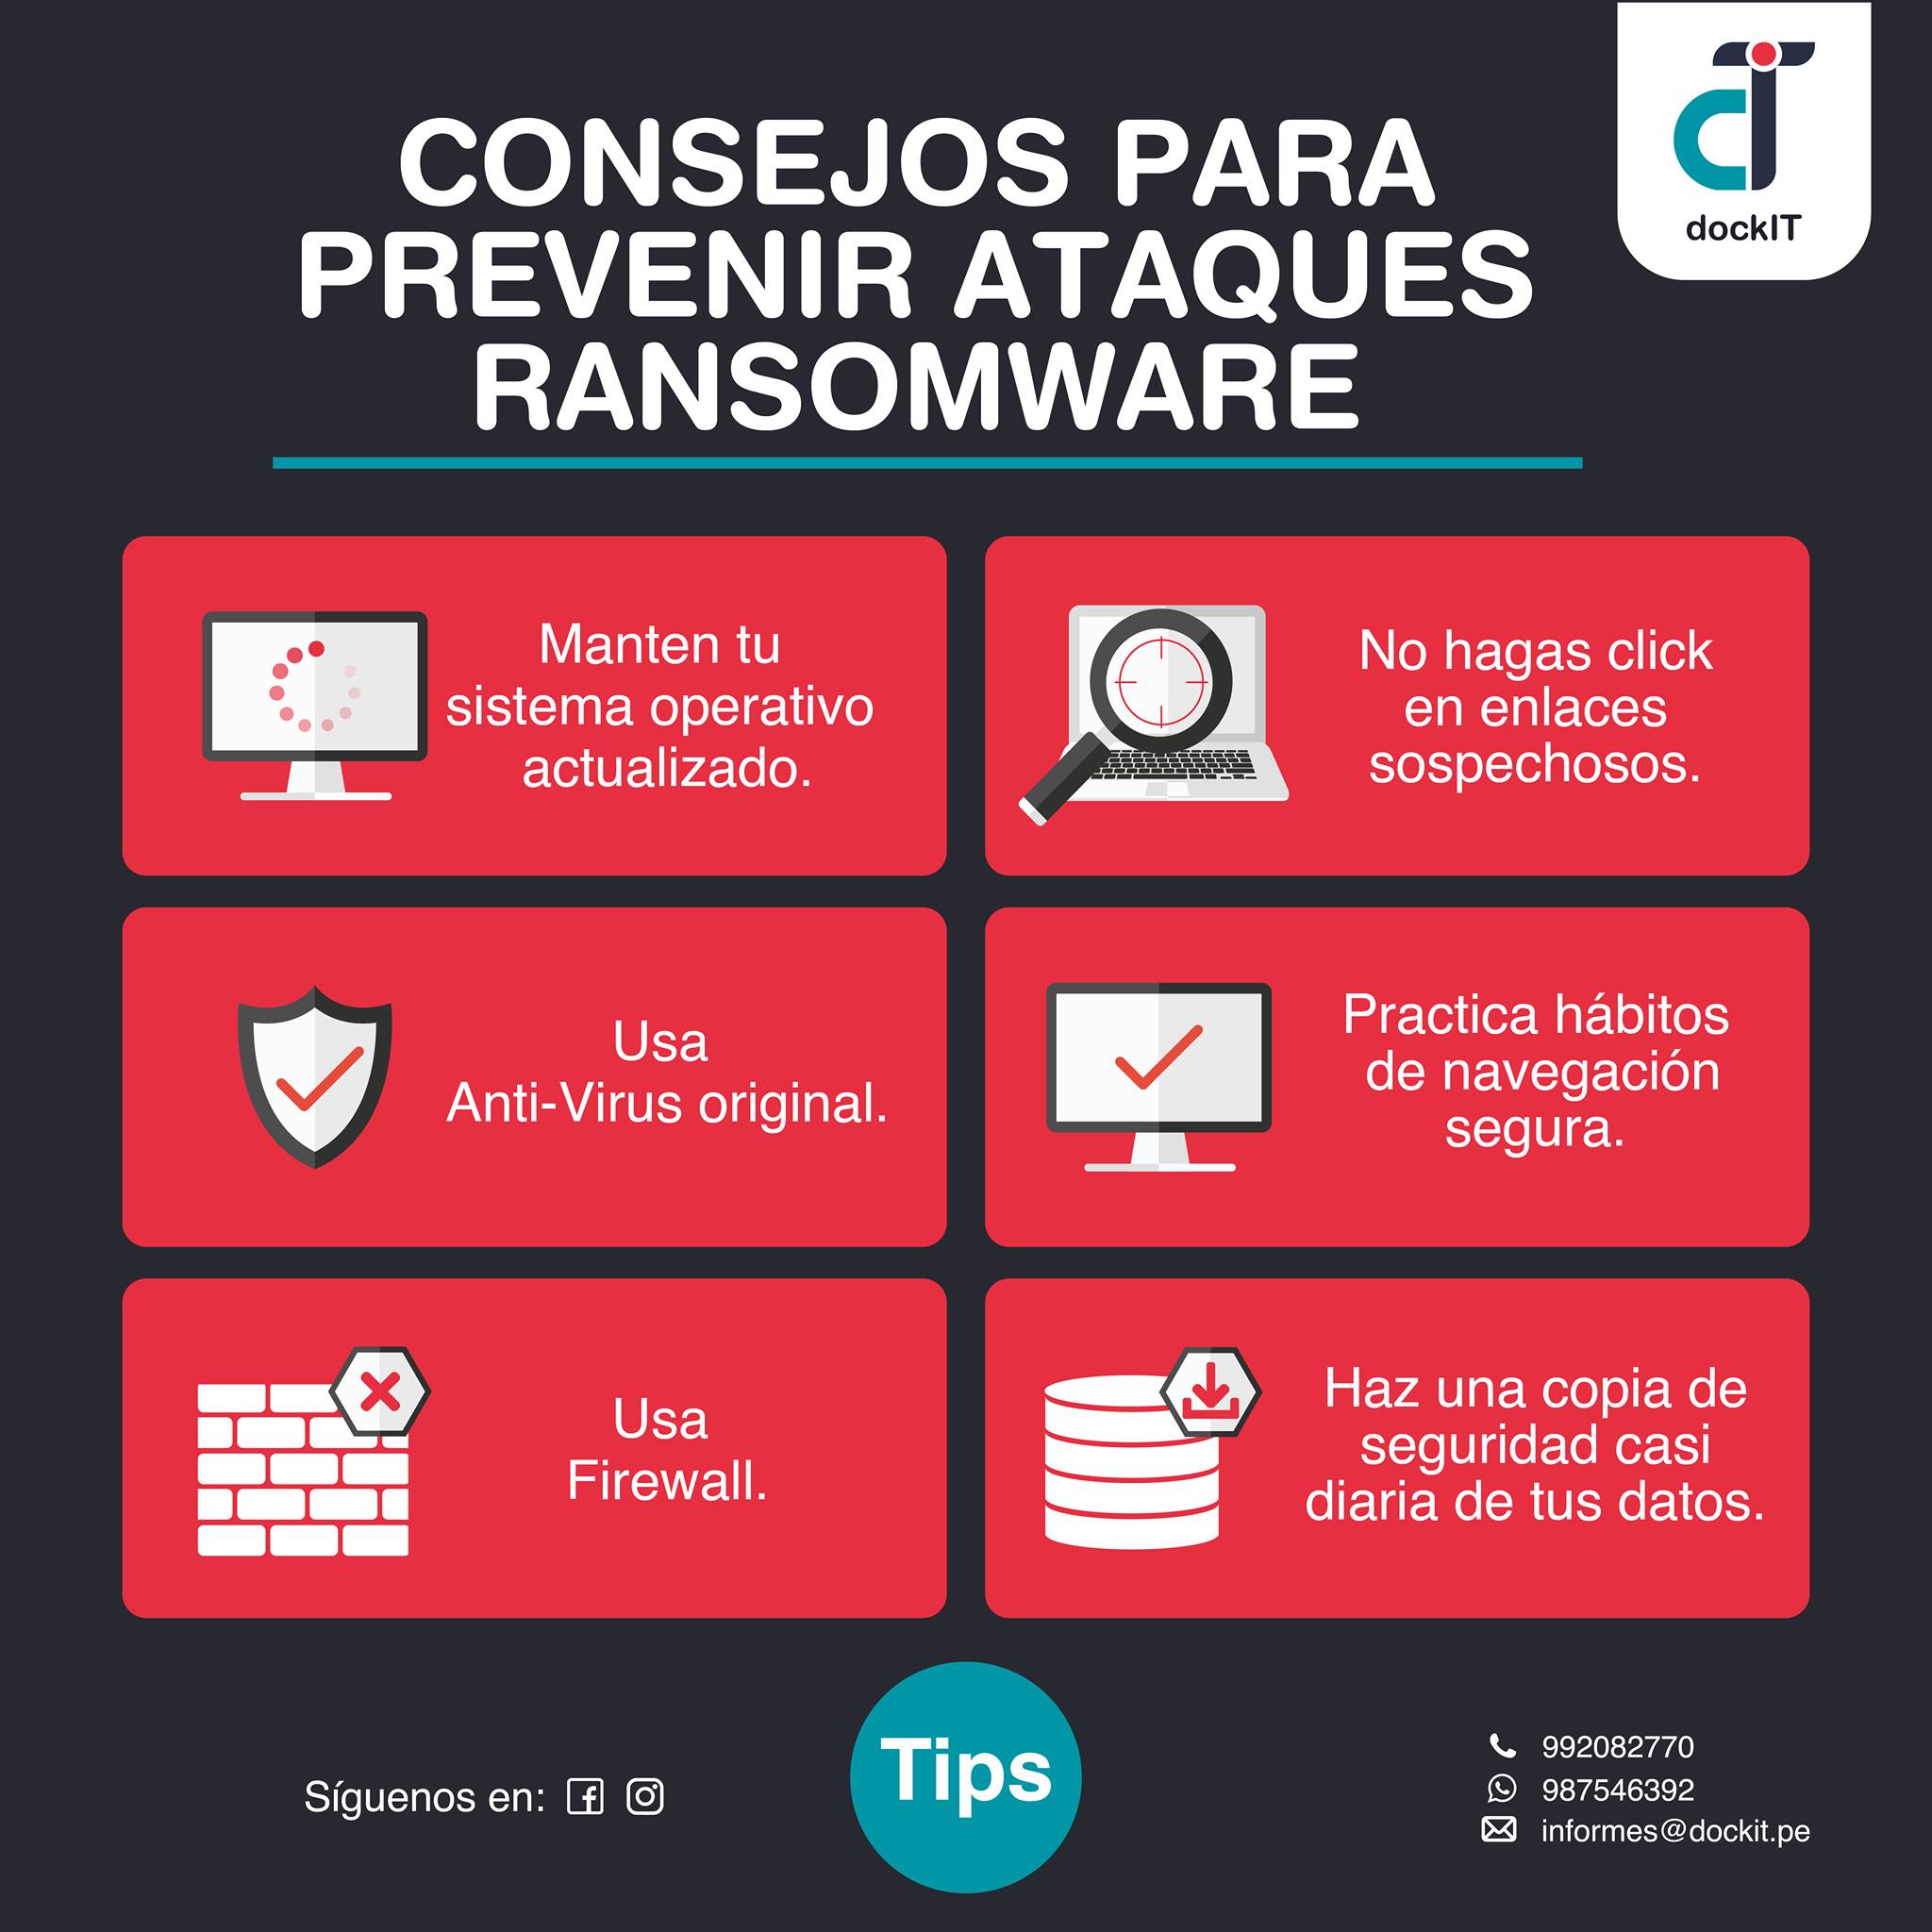 CONSEJOS PARA
PREVENIR ATAQUES
RANSOMWARE
dockIT
Manten tu
sistema operativo
actualizado.
No hagas click
en enlaces
sospechosos.
Usa
Anti-Virus original.
Practica hábitos
de navegación
segura.
Usa
Firewall.
Haz una copia de
seguridad casi
diaria de tus datos.
Síguenos en:
Tips
992082770
987546392
informes@dockit.pe